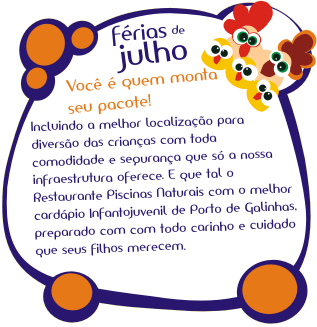 férias de
julho
Você é quem monta
seu pacote!
Incluindo a melhor localização para
diversão das crianças com toda
comodidade e segurança que só a nossa
infraestrutura oferece. E que tal o
Restaurante Piscinas Naturais com o melhor
cardápio Infantojuvenil de Porto de Galinhas,
preparado com com todo carinho e cuidado
que seus filhos merecem.